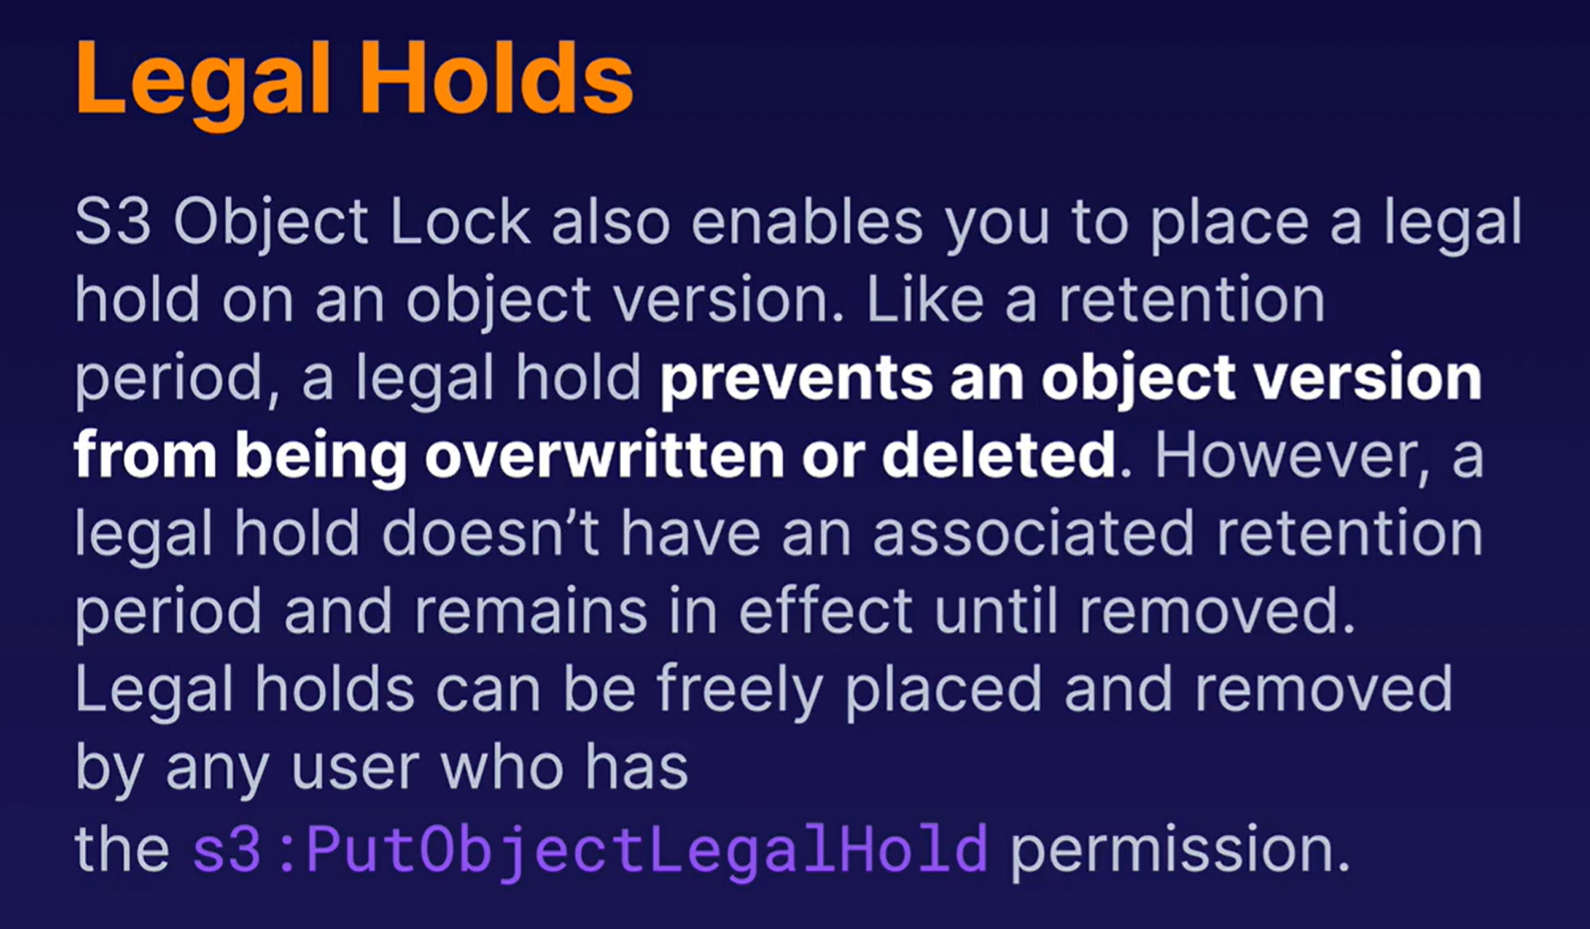 Legal Holds
S3 Object Lock also enables you to place a legal
hold on an object version. Like a retention
period, a legal hold prevents an object version
from being overwritten or deleted. However, a
legal hold doesn’t have an associated retention
period and remains in effect until removed.
Legal holds can be freely placed and removed
by any user who has
the s3:PutObjectLegalHold permission.